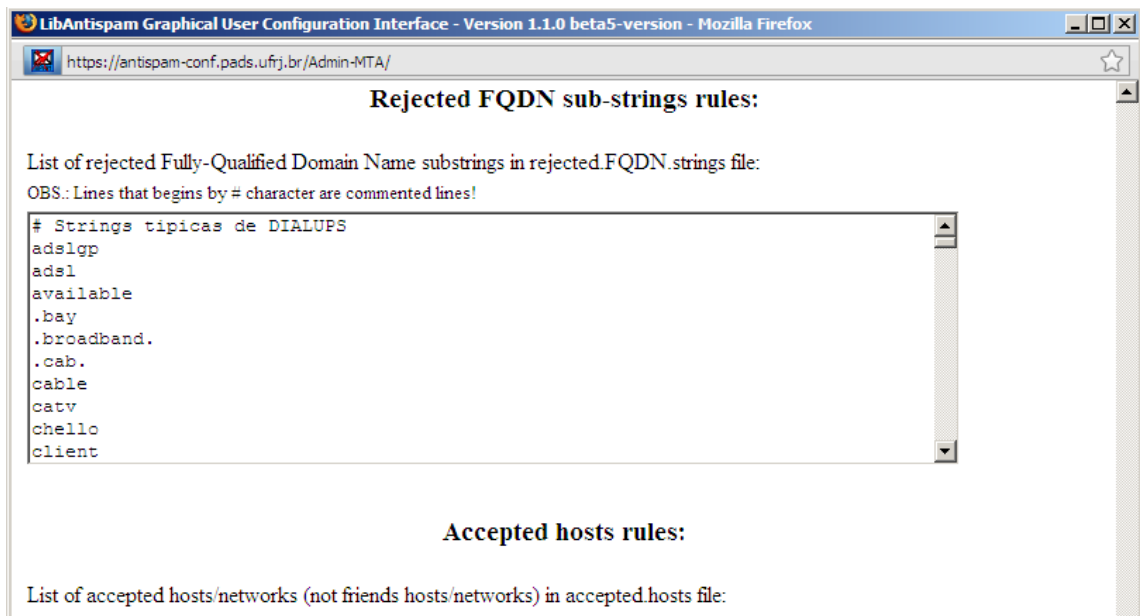 LibAntispam Graphical User Configuration Interface - Version 1.1.0 beta5-version - Mozilla Firefox
https://antispam-conf.pads.ufrj.br/Admin-MTA/
Rejected FQDN sub-strings rules:
List of rejected Fully-Qualified Domain Name substrings in rejected.FQDN.strings file:
OBS.: Lines that begins by # character are commented lines!
# Strings tipicas de DIALUPS
adslgp
adsl
available
.bay
.broadband.
.cab.
cable
catv
chello
client
Accepted hosts rules:
List of accepted hosts/networks (not friends hosts/networks) in accepted.hosts file: